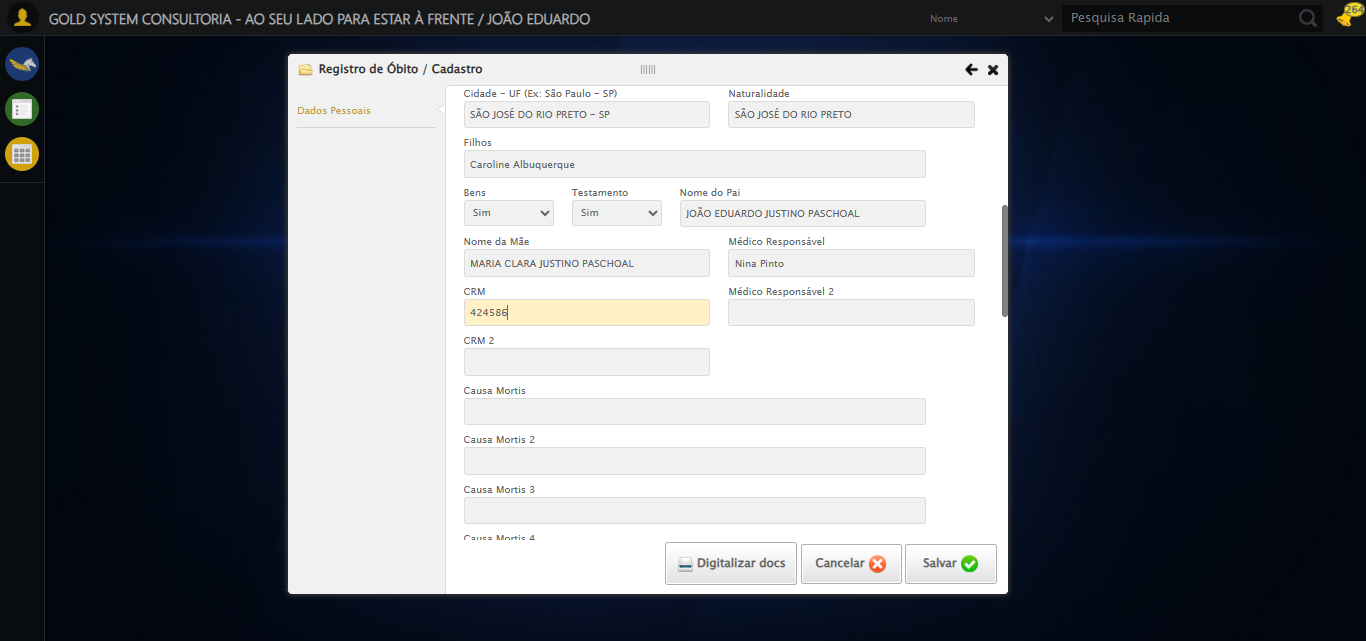 GOLD SYSTEM CONSULTORIA - AO SEU LADO PARA ESTAR À FRENTE / JOÃO EDUARDO
Nome
Pesquisa Rapida
264
Registro de Óbito / Cadastro
Dados Pessoais
Cidade - UF (Ex: São Paulo - SP)
Naturalidade
SÃO JOSÉ DO RIO PRETO - SP
SÃO JOSÉ DO RIO PRETO
Filhos
Caroline Albuquerque
Bens
Testamento
Nome do Pai
Sim
Sim
JOÃO EDUARDO JUSTINO PASCHOAL
Nome da Mãe
Médico Responsável
MARIA CLARA JUSTINO PASCHOAL
Nina Pinto
CRM
Médico Responsável 2
424586
CRM 2
Causa Mortis
Causa Mortis 2
Causa Mortis 3
Causa Mortis 4
Digitalizar docs
Cancelar
Salvar